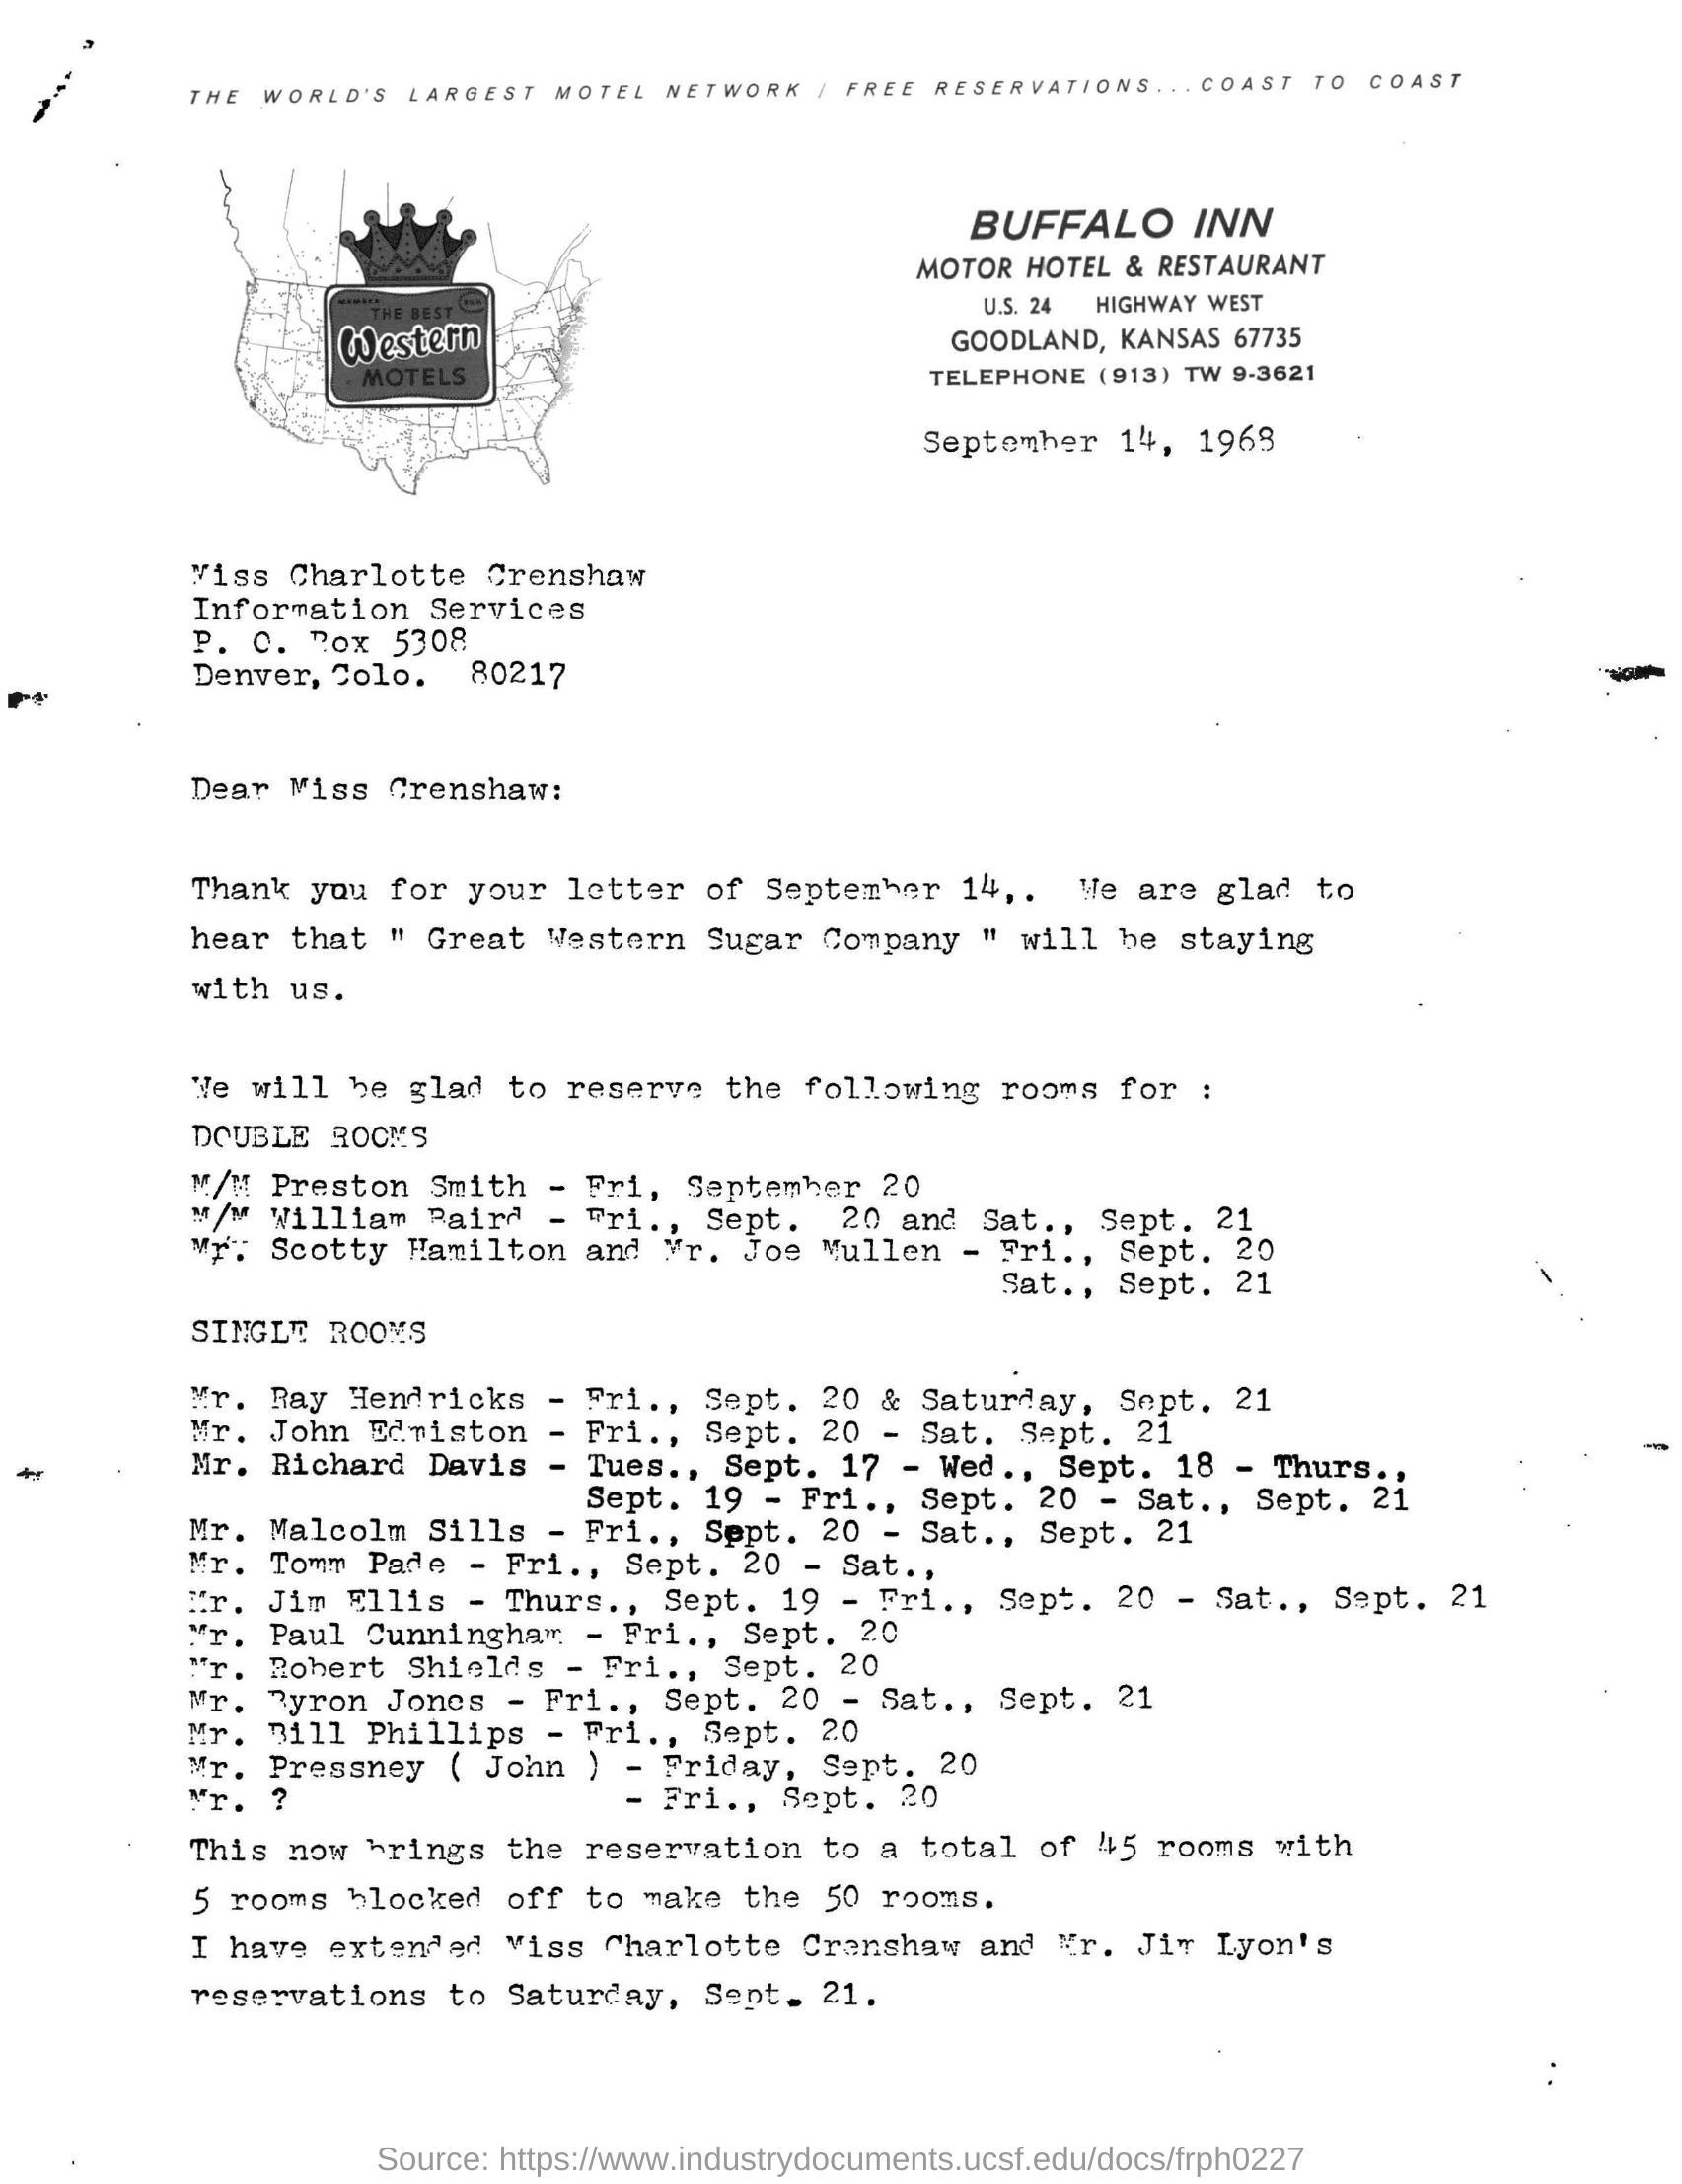 THE WORLD'S LARGEST MOTEL NETWORK / FREE RESERVATIONS...COAST TO COAST
MEMBER
THE BEST
Western
MOTELS
BUFFALO INN
MOTOR HOTEL & RESTAURANT
U.S. 24 HIGHWAY WEST
GOODLAND, KANSAS 67735
TELEPHONE (913) TW 9-3621
September 14, 1968
Miss Charlotte Crenshaw
Information Services
P. O. Box 5308
Denver, Colo. 80217
Dear Miss Crenshaw:
Thank you for your letter of September 14,. We are glad to
hear that " Great Western Sugar Company " will be staying
with us.
We will be glad to reserve the following rooms for :
DOUBLE ROOMS
M/M Preston Smith - Fri, September 20
M/M William Baird - Fri., Sept. 20 and Sat., Sept. 21
Mr. Scotty Hamilton and Mr. Joe Mullen - Fri., Sept. 20
Sat., Sept. 21
SINGLE ROOMS
Mr. Ray Hendricks - Fri., Sept. 20 & Saturday, Sept. 21
Mr. John Edmiston - Fri., Sept. 20 - Sat. Sept. 21
Mr. Richard Davis - Tues., Sept. 17 - Wed., Sept. 18 - Thurs.,
Sept. 19 - Fri., Sept. 20 - Sat., Sept. 21
Mr. Malcolm Sills - Fri., Sept. 20 - Sat., Sept. 21
Mr. Tomm Pade - Fri., Sept. 20 - Sat.,
Mr. Jim Ellis - Thurs., Sept. 19 - Fri., Sept. 20 - Sat., Sept. 21
Mr. Paul Cunningham - Fri., Sept. 20
Mr. Robert Shields - Fri., Sept. 20
Mr. Byron Jones - Fri., Sept. 20 - Sat., Sept. 21
Mr. Bill Phillips - Fri., Sept. 20
Mr. Pressney ( John ) - Friday, Sept. 20
Mr. ? - Fri., Sept. 20
This now brings the reservation to a total of 45 rooms with
5 rooms blocked off to make the 50 rooms.
I have extended Miss Charlotte Crenshaw and Mr. Jim Lyon's
reservations to Saturday, Sept. 21.
Source: https://www.industrydocuments.ucsf.edu/docs/frph0227